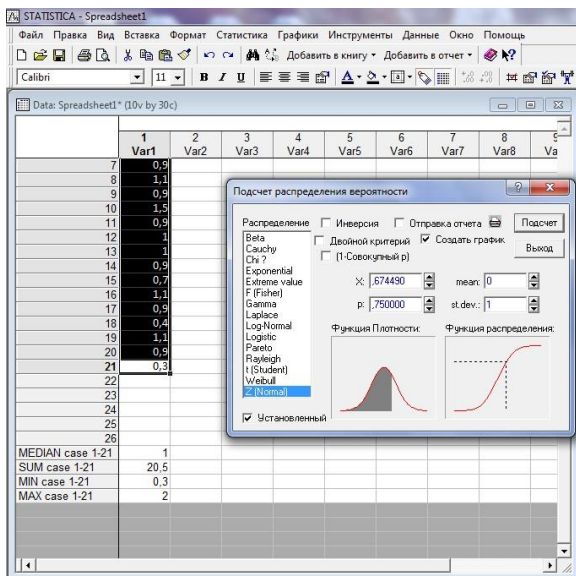 STATISTICA - Spreadsheet1
Файл Правка Вид Вставка Формат Статистика Графики Инструменты Данные Окно Помощь
Добавить в книгу Добавить в отчет
Calibri 11 B I U
Data: Spreadsheet1* (10v by 30c)
1 2 3 4 5 6 7 8 9
Var1 Var2 Var3 Var4 Var5 Var6 Var7 Var8 Va
7 0,9
8 1,1
9 0,9
10 1,5
11 0,9
12 1
13 1
14 0,9
15 0,7
16 1,1
17 0,9
18 0,4
19 1,1
20 0,9
21 0,3
22
23
24
25
26
MEDIAN case 1-21 1
SUM case 1-21 20,5
MIN case 1-21 0,3
MAX case 1-21 2
Подсчет распределения вероятности
Распределение
Beta
Cauchy
Chi ?
Exponential
Extreme value
F (Fisher)
Gamma
Laplace
Log-Normal
Logistic
Pareto
Rayleigh
t (Student)
Weibull
Z (Normal)
Установленный
Инверсия Отправка отчета Подсчет
Двойной критерий Создать график Выход
(1-Совокупный р)
X: ,674490 mean: 0
p: ,750000 st.dev.: 1
Функция Плотности: Функция распределения: